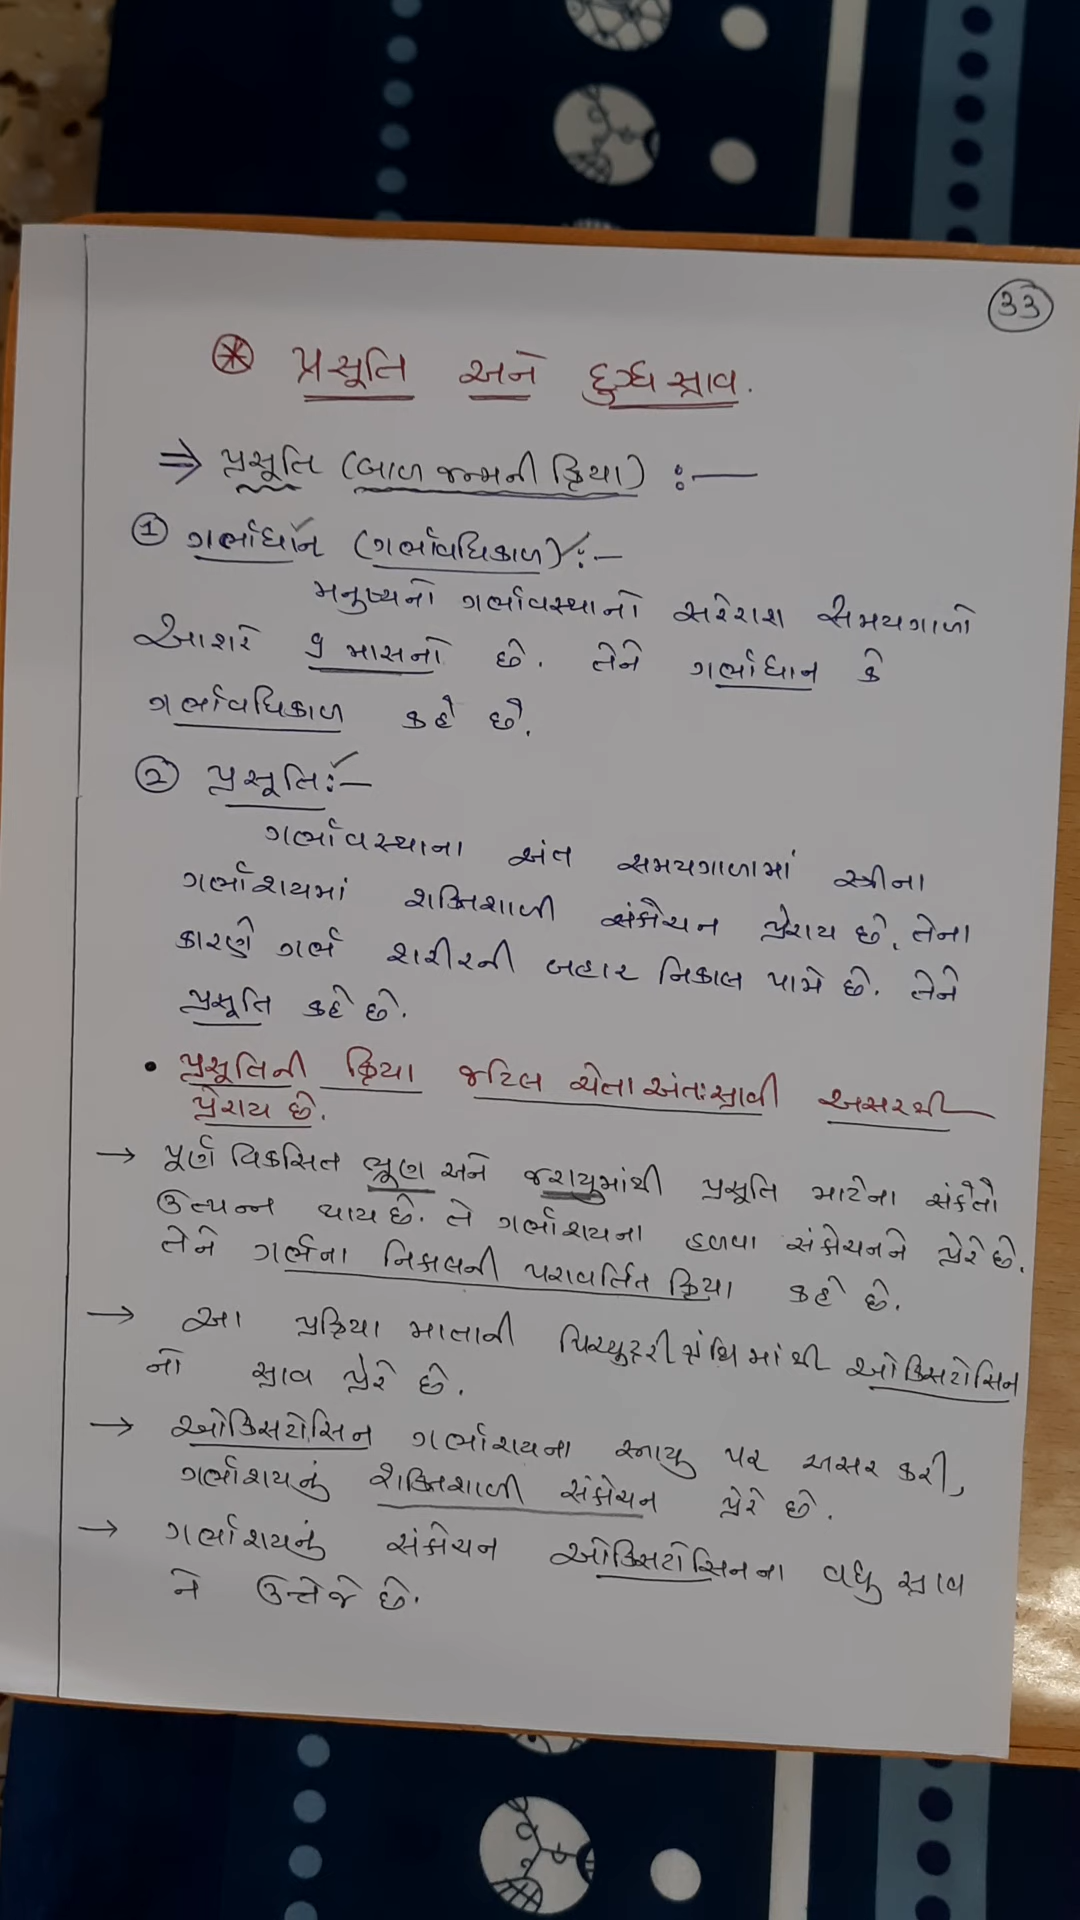 33
પ્રસૂતિ અને દુગ્ધસ્ત્રાવ.
⇒ પ્રસૂતિ (બાળ જન્મની ક્રિયા) :—
① ગર્ભાધાન (ગર્ભાવધિકાળ) :—
મનુષ્યનો ગર્ભાવસ્થાનો સરેરાશ સમયગાળો
આશરે ૯ માસનો છે. તેને ગર્ભાધાન કે
ગર્ભાવધિકાળ કહે છે.
② પ્રસૂતિ :—
ગર્ભાવસ્થાના અંત સમયગાળામાં સ્ત્રીના
ગર્ભાશયમાં શક્તિશાળી સંકોચન પ્રેરાય છે, તેના
કારણે ગર્ભ શરીરની બહાર નિકાલ પામે છે. તેને
પ્રસૂતિ કહે છે.
• પ્રસૂતિની ક્રિયા જટિલ ચેતાઅંતઃસ્ત્રાવી અસરથી
પ્રેરાય છે.
→ પૂર્ણ વિકસિત ભ્રૂણ અને જરાયુમાંથી પ્રસૂતિ માટેના સંકેતો
ઉત્પન્ન થાય છે. તે ગર્ભાશયના હળવા સંકોચનને પ્રેરે છે.
તેને ગર્ભના નિકાલની પરાવર્તિત ક્રિયા કહે છે.
→ આ પ્રક્રિયા માતાની પિચ્યુટરી ગ્રંથિમાંથી ઓક્સિટોસિન
નો સ્ત્રાવ પ્રેરે છે.
→ ઓક્સિટોસિન ગર્ભાશયના સ્નાયુ પર અસર કરી,
ગર્ભાશયનું શક્તિશાળી સંકોચન પ્રેરે છે.
→ ગર્ભાશયનું સંકોચન ઓક્સિટોસિનના વધુ સ્ત્રાવ
ને ઉત્તેજે છે.